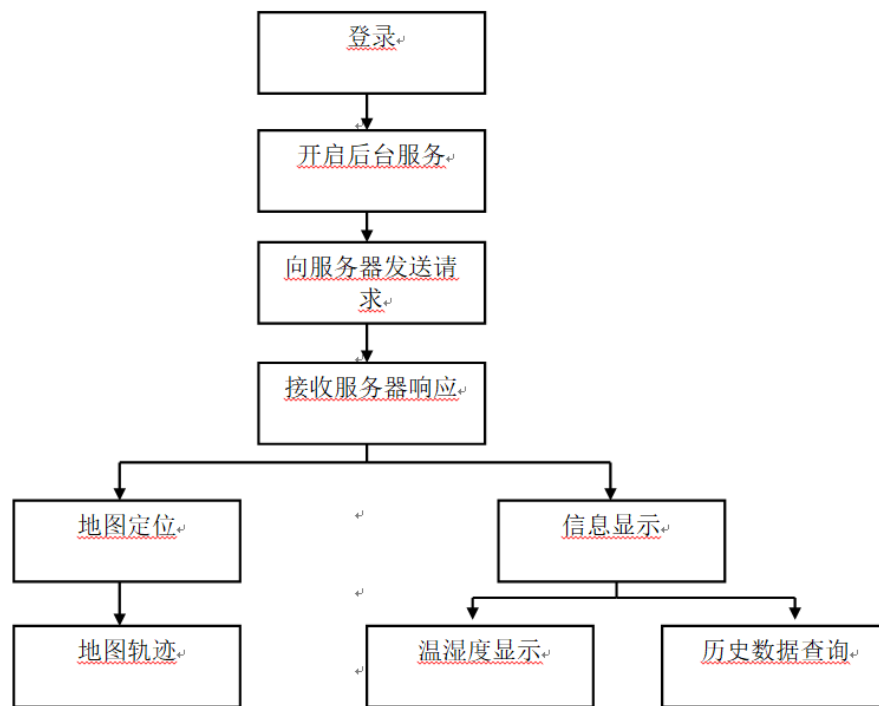 登录
开启后台服务
向服务器发送请
求
接收服务器响应
地图定位
信息显示
地图轨迹
温湿度显示
历史数据查询